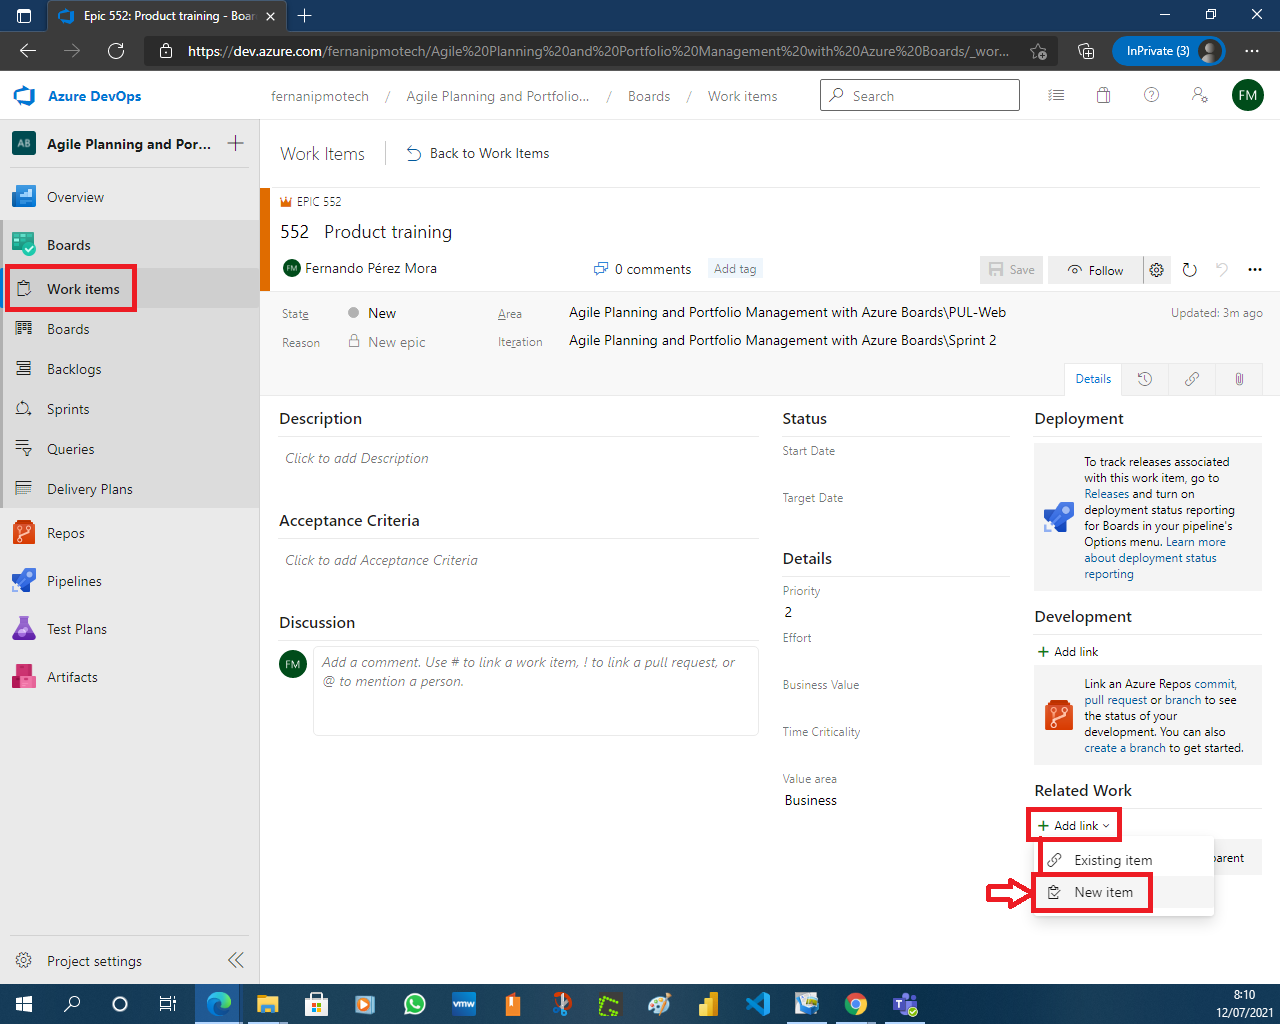 Epic 552: Product training - Boar
https://dev.azure.com/fernanipmotech/Agile%20Planning%20and%20Portfolio%20Management%20with%20Azure%20Boards/_wor...
InPrivate (3)
Azure DevOps
fernanipmotech / Agile Planning and Portfolio... / Boards / Work items
Search
FM
AB
Agile Planning and Por...
Overview
Boards
Work items
Boards
Backlogs
Sprints
Queries
Delivery Plans
Repos
Pipelines
Test Plans
Artifacts
Project settings
Work Items
Back to Work Items
EPIC 552
552 Product training
FM Fernando Pérez Mora
0 comments
Add tag
Save
Follow
State
New
Area
Agile Planning and Portfolio Management with Azure Boards\PUL-Web
Updated: 3m ago
Reason
New epic
Iteration
Agile Planning and Portfolio Management with Azure Boards\Sprint 2
Details
Description
Click to add Description
Acceptance Criteria
Click to add Acceptance Criteria
Discussion
FM
Add a comment. Use # to link a work item, ! to link a pull request, or
@ to mention a person.
Status
Start Date
Target Date
Details
Priority
2
Effort
Business Value
Time Criticality
Value area
Business
Deployment
To track releases associated
with this work item, go to
Releases and turn on
deployment status reporting
for Boards in your pipeline's
Options menu. Learn more
about deployment status
reporting
Development
Add link
Link an Azure Repos commit,
pull request or branch to see
the status of your
development. You can also
create a branch to get started.
Related Work
Add link
Existing item
parent
New item
vmw
8:10
12/07/2021